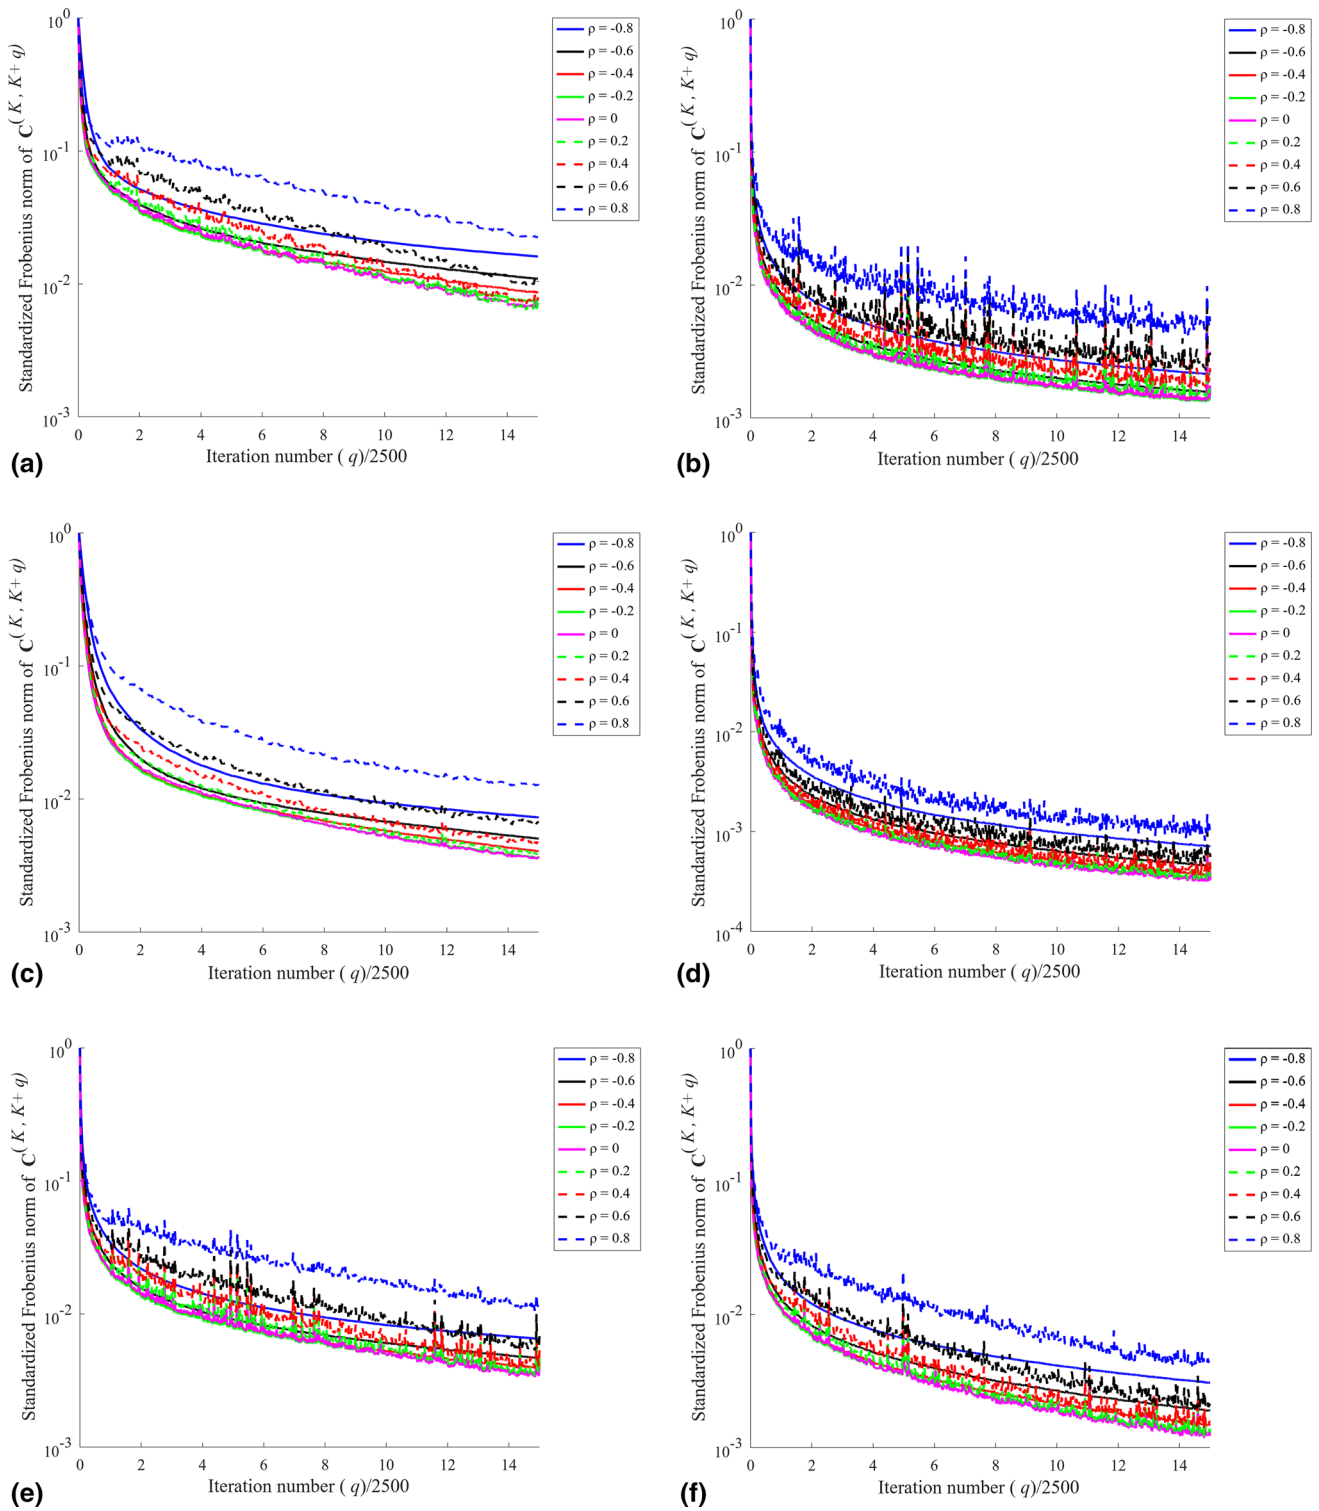 Standardized Frobenius norm of C^(K, K+ q)
10^0
10^-1
10^-2
10^-3
0 2 4 6 8 10 12 14
Iteration number ( q)/2500
ρ = -0.8
ρ = -0.6
ρ = -0.4
ρ = -0.2
ρ = 0
ρ = 0.2
ρ = 0.4
ρ = 0.6
ρ = 0.8
(a)
Standardized Frobenius norm of C^(K, K+ q)
10^0
10^-1
10^-2
10^-3
0 2 4 6 8 10 12 14
Iteration number ( q)/2500
ρ = -0.8
ρ = -0.6
ρ = -0.4
ρ = -0.2
ρ = 0
ρ = 0.2
ρ = 0.4
ρ = 0.6
ρ = 0.8
(b)
Standardized Frobenius norm of C^(K, K+ q)
10^0
10^-1
10^-2
10^-3
0 2 4 6 8 10 12 14
Iteration number ( q)/2500
ρ = -0.8
ρ = -0.6
ρ = -0.4
ρ = -0.2
ρ = 0
ρ = 0.2
ρ = 0.4
ρ = 0.6
ρ = 0.8
(c)
Standardized Frobenius norm of C^(K, K+ q)
10^0
10^-1
10^-2
10^-3
10^-4
0 2 4 6 8 10 12 14
Iteration number ( q)/2500
ρ = -0.8
ρ = -0.6
ρ = -0.4
ρ = -0.2
ρ = 0
ρ = 0.2
ρ = 0.4
ρ = 0.6
ρ = 0.8
(d)
Standardized Frobenius norm of C^(K, K+ q)
10^0
10^-1
10^-2
10^-3
0 2 4 6 8 10 12 14
Iteration number ( q)/2500
ρ = -0.8
ρ = -0.6
ρ = -0.4
ρ = -0.2
ρ = 0
ρ = 0.2
ρ = 0.4
ρ = 0.6
ρ = 0.8
(e)
Standardized Frobenius norm of C^(K, K+ q)
10^0
10^-1
10^-2
10^-3
0 2 4 6 8 10 12 14
Iteration number ( q)/2500
ρ = -0.8
ρ = -0.6
ρ = -0.4
ρ = -0.2
ρ = 0
ρ = 0.2
ρ = 0.4
ρ = 0.6
ρ = 0.8
(f)